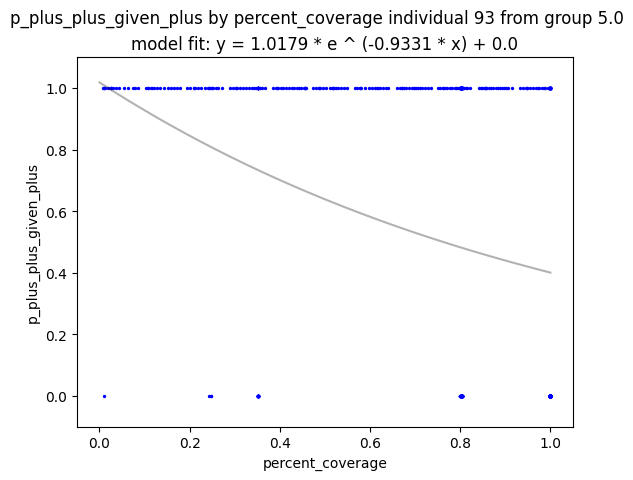 p_plus_plus_given_plus by percent_coverage individual 93 from group 5.0
model fit: y = 1.0179 * e ^ (-0.9331 * x) + 0.0
p_plus_plus_given_plus
1.0
0.8
0.6
0.4
0.2
0.0
0.0 0.2 0.4 0.6 0.8 1.0
percent_coverage